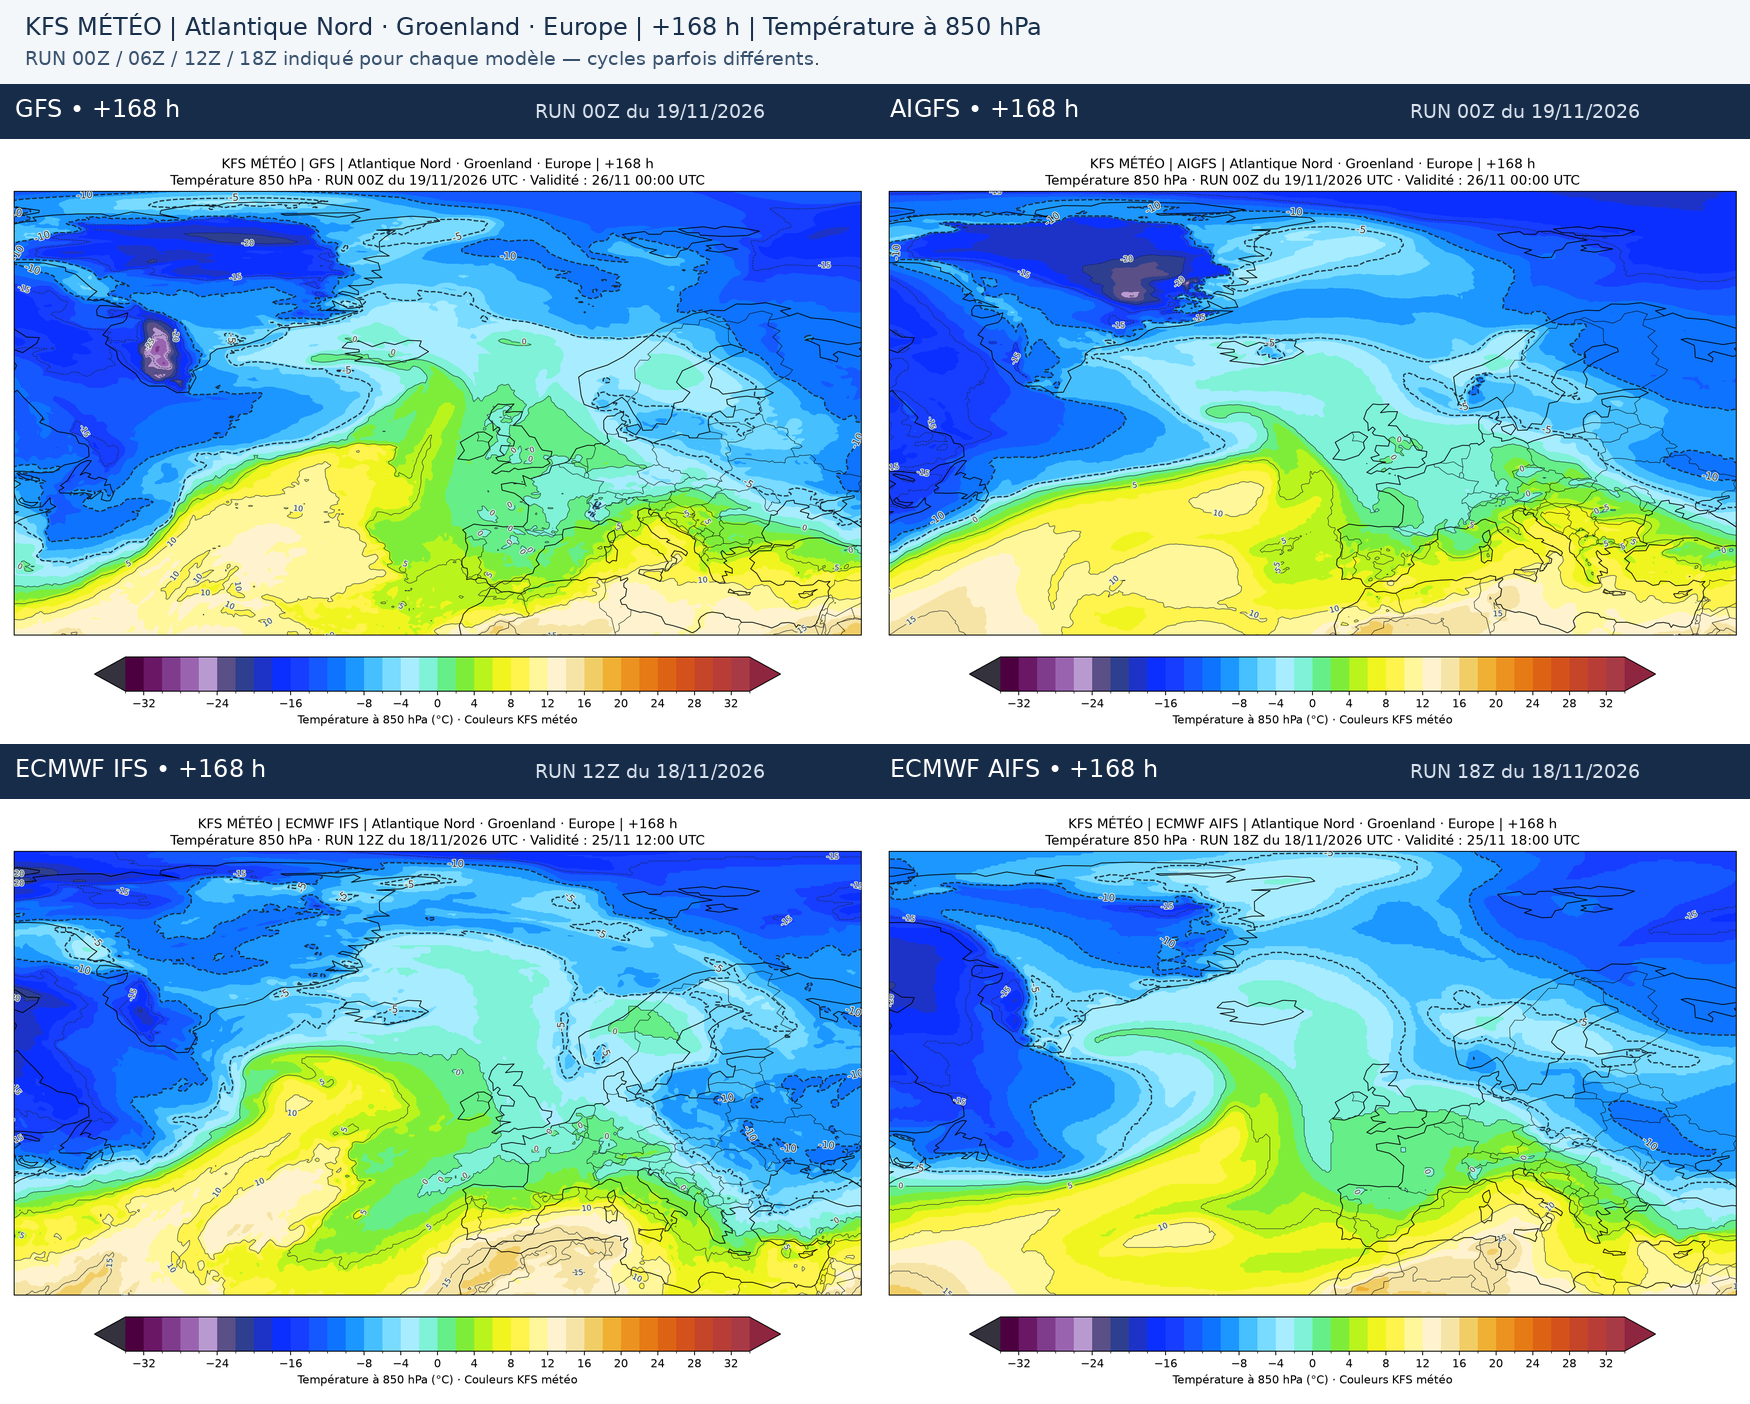 KFS MÉTÉO | Atlantique Nord · Groenland · Europe | +168 h | Température à 850 hPa
RUN 00Z / 06Z / 12Z / 18Z indiqué pour chaque modèle — cycles parfois différents.
GFS • +168 h
RUN 00Z du 19/11/2026
KFS MÉTÉO | GFS | Atlantique Nord · Groenland · Europe | +168 h
Température 850 hPa · RUN 00Z du 19/11/2026 UTC · Validité : 26/11 00:00 UTC
−32 −24 −16 −8 −4 0 4 8 12 16 20 24 28 32
Température à 850 hPa (°C) · Couleurs KFS météo
AIGFS • +168 h
RUN 00Z du 19/11/2026
KFS MÉTÉO | AIGFS | Atlantique Nord · Groenland · Europe | +168 h
Température 850 hPa · RUN 00Z du 19/11/2026 UTC · Validité : 26/11 00:00 UTC
−32 −24 −16 −8 −4 0 4 8 12 16 20 24 28 32
Température à 850 hPa (°C) · Couleurs KFS météo
ECMWF IFS • +168 h
RUN 12Z du 18/11/2026
KFS MÉTÉO | ECMWF IFS | Atlantique Nord · Groenland · Europe | +168 h
Température 850 hPa · RUN 12Z du 18/11/2026 UTC · Validité : 25/11 12:00 UTC
−32 −24 −16 −8 −4 0 4 8 12 16 20 24 28 32
Température à 850 hPa (°C) · Couleurs KFS météo
ECMWF AIFS • +168 h
RUN 18Z du 18/11/2026
KFS MÉTÉO | ECMWF AIFS | Atlantique Nord · Groenland · Europe | +168 h
Température 850 hPa · RUN 18Z du 18/11/2026 UTC · Validité : 25/11 18:00 UTC
−32 −24 −16 −8 −4 0 4 8 12 16 20 24 28 32
Température à 850 hPa (°C) · Couleurs KFS météo